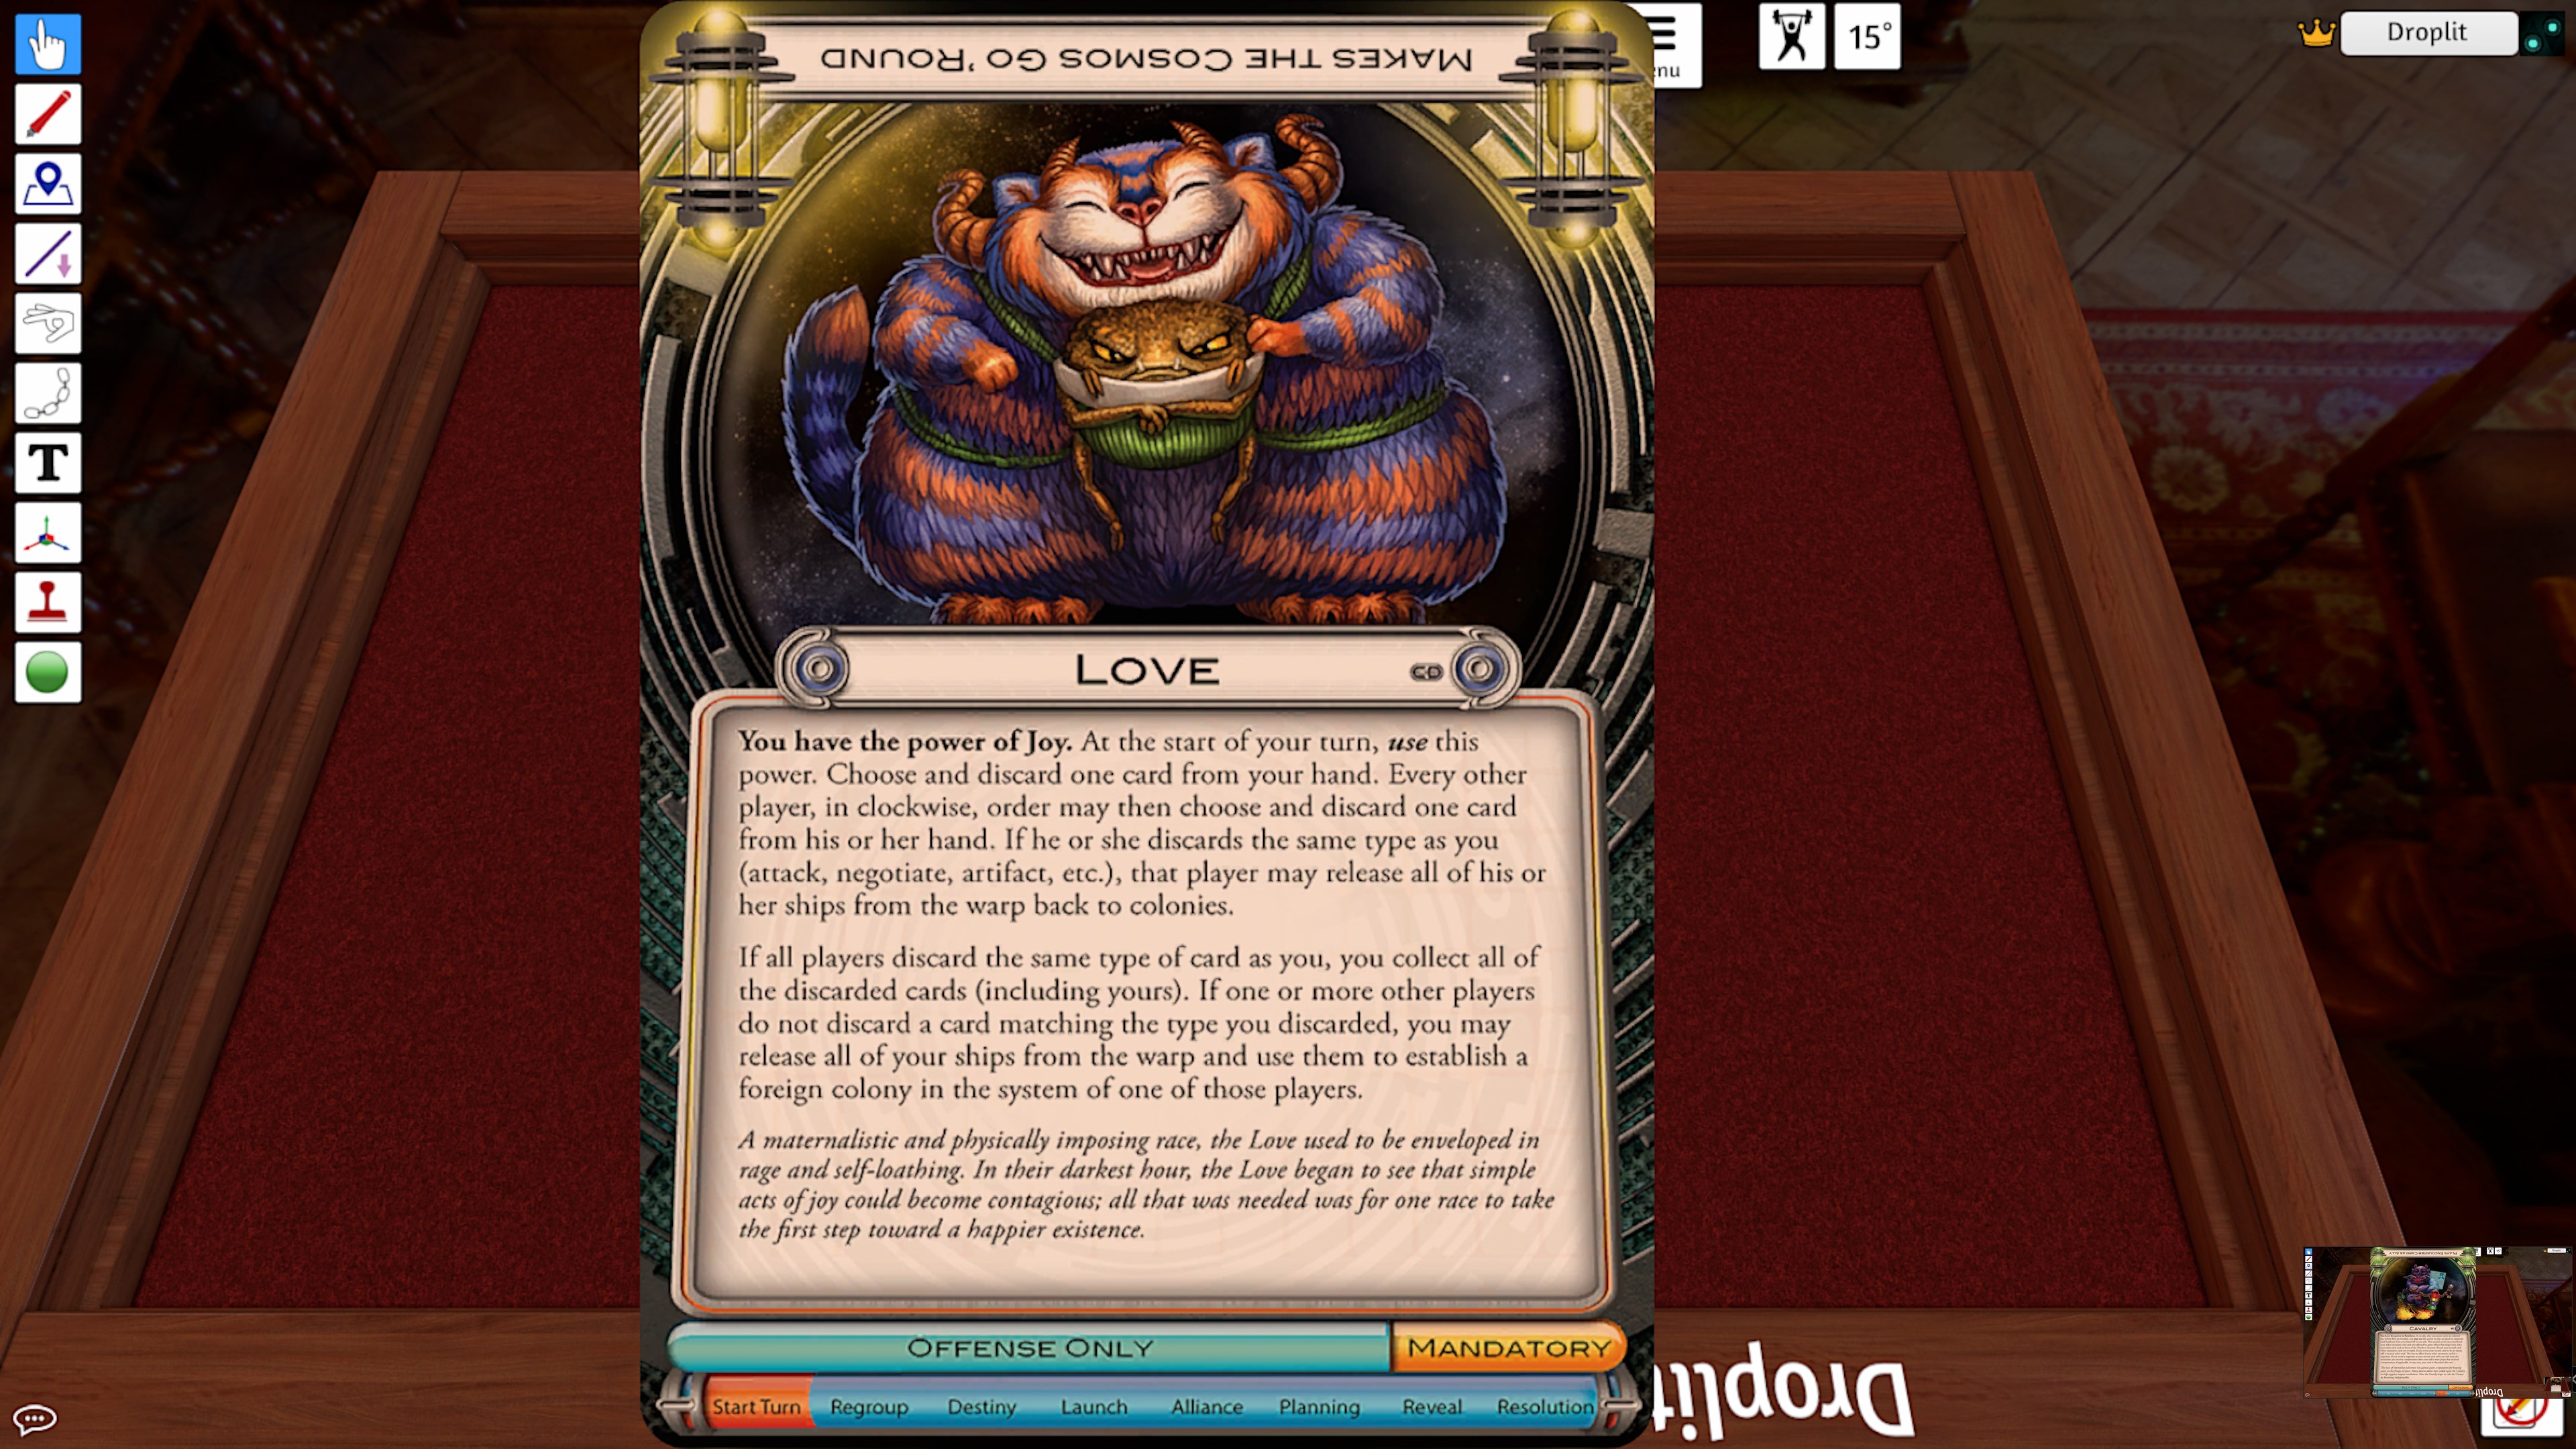 Makes the Cosmos Go 'Round
enu
15°
Droplit
T
Love
CD
You have the power of Joy. At the start of your turn, use this
power. Choose and discard one card from your hand. Every other
player, in clockwise, order may then choose and discard one card
from his or her hand. If he or she discards the same type as you
(attack, negotiate, artifact, etc.), that player may release all of his or
her ships from the warp back to colonies.
If all players discard the same type of card as you, you collect all of
the discarded cards (including yours). If one or more other players
do not discard a card matching the type you discarded, you may
release all of your ships from the warp and use them to establish a
foreign colony in the system of one of those players.
A maternalistic and physically imposing race, the Love used to be enveloped in
rage and self-loathing. In their darkest hour, the Love began to see that simple
acts of joy could become contagious; all that was needed was for one race to take
the first step toward a happier existence.
Offense Only
Mandatory
Start Turn
Regroup
Destiny
Launch
Alliance
Planning
Reveal
Resolution
Droplit
Cavalry